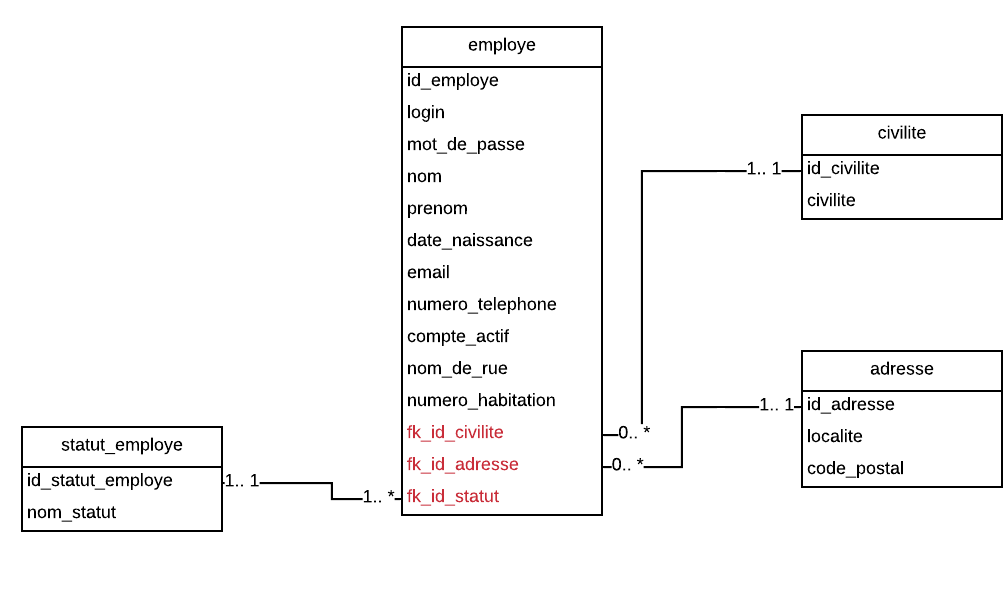 employe
id_employe
login
mot_de_passe
nom
prenom
date_naissance
email
numero_telephone
compte_actif
nom_de_rue
numero_habitation
fk_id_civilite
fk_id_adresse
fk_id_statut
civilite
id_civilite
civilite
adresse
id_adresse
localite
code_postal
statut_employe
id_statut_employe
nom_statut
1.. 1
0.. *
1.. 1
0.. *
1.. 1
1.. *